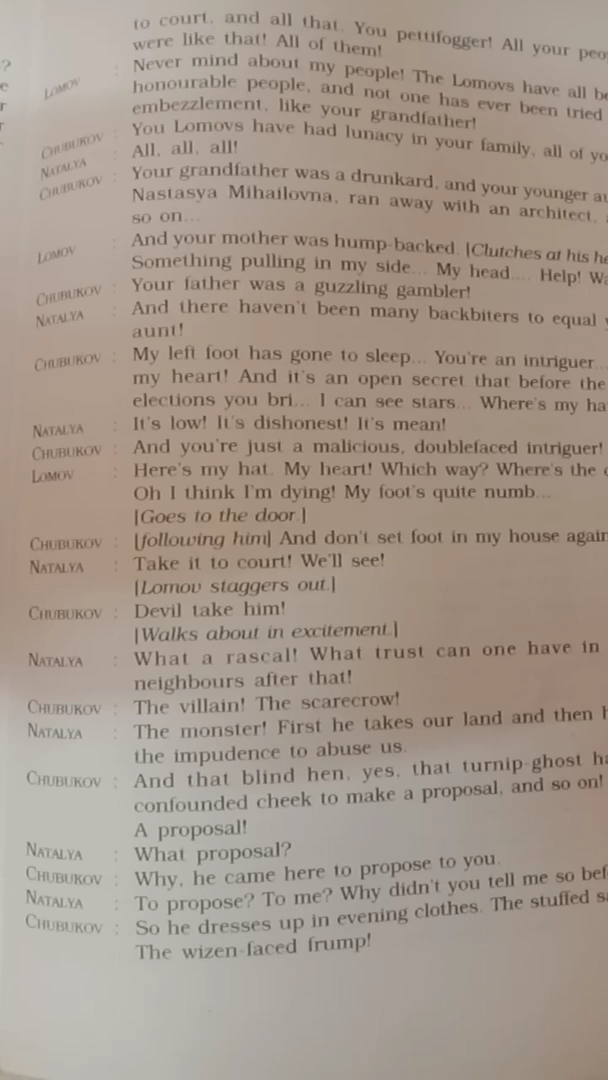 to court, and all that. You pettifogger! All your
were like that! All of them!
LOMOV : Never mind about my people! The Lomovs have all
honourable people, and not one has ever been tried
embezzlement, like your grandfather!
CHUBUKOV : You Lomovs have had lunacy in your family, all of
NATALYA : All, all, all!
CHUBUKOV : Your grandfather was a drunkard, and your younger
Nastasya Mihailovna, ran away with an architect,
so on...
LOMOV : And your mother was hump-backed. [Clutches at his
Something pulling in my side... My head.... Help!
CHUBUKOV : Your father was a guzzling gambler!
NATALYA : And there haven't been many backbiters to equal
aunt!
CHUBUKOV : My left foot has gone to sleep... You're an intriguer...
my heart! And it's an open secret that before the
elections you bri... I can see stars... Where's my
NATALYA : It's low! It's dishonest! It's mean!
CHUBUKOV : And you're just a malicious, doublefaced intriguer!
LOMOV : Here's my hat. My heart! Which way? Where's the
Oh I think I'm dying! My foot's quite numb...
[Goes to the door.]
CHUBUKOV : [following him] And don't set foot in my house again
NATALYA : Take it to court! We'll see!
[Lomov staggers out.]
CHUBUKOV : Devil take him!
[Walks about in excitement.]
NATALYA : What a rascal! What trust can one have in
neighbours after that!
CHUBUKOV : The villain! The scarecrow!
NATALYA : The monster! First he takes our land and then
the impudence to abuse us.
CHUBUKOV : And that blind hen, yes, that turnip-ghost
confounded cheek to make a proposal, and so on!
A proposal!
NATALYA : What proposal?
CHUBUKOV : Why, he came here to propose to you.
NATALYA : To propose? To me? Why didn't you tell me so
CHUBUKOV : So he dresses up in evening clothes. The stuffed
The wizen-faced frump!